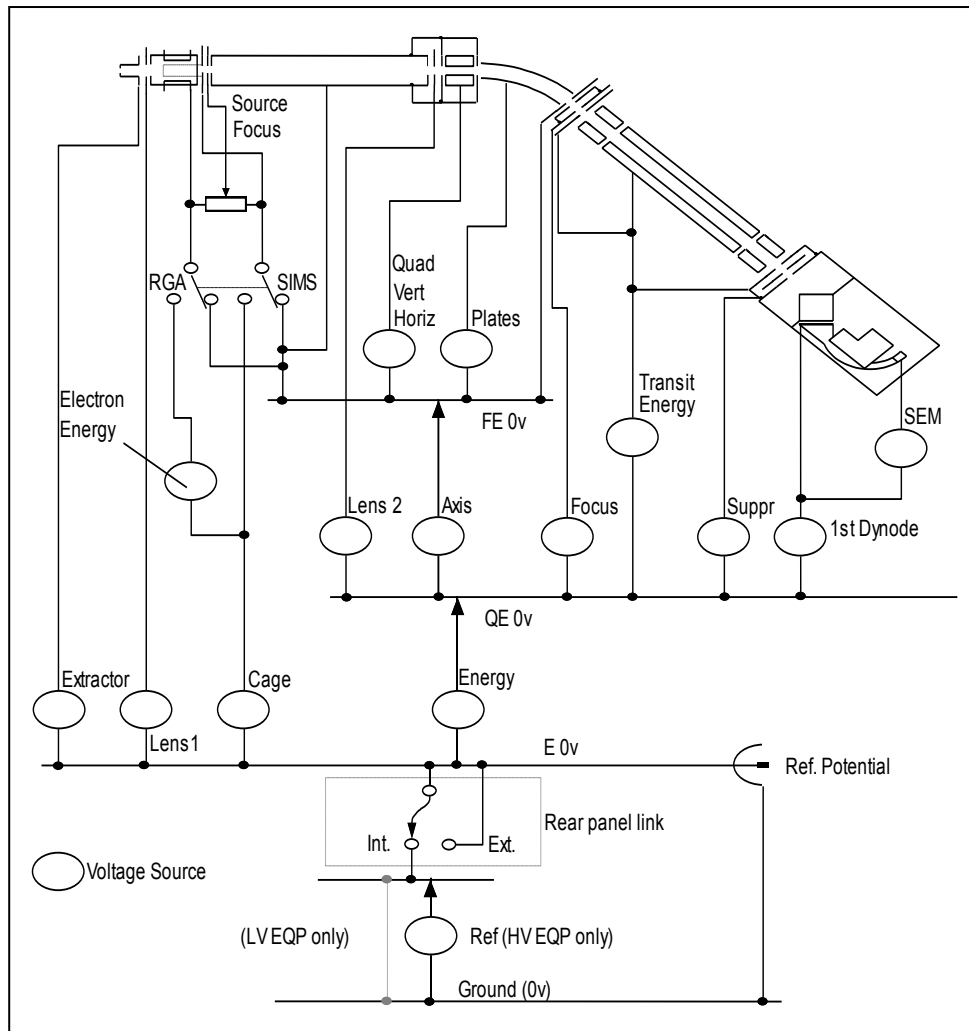 Source
Focus
RGA
SIMS
Quad
Vert
Horiz
Plates
Electron
Energy
FE 0v
Transit
Energy
SEM
Lens 2
Axis
Focus
Suppr
1st Dynode
QE 0v
Extractor
Lens1
Cage
Energy
E 0v
Ref. Potential
Rear panel link
Int.
Ext.
Voltage Source
(LV EQP only)
Ref (HV EQP only)
Ground (0v)